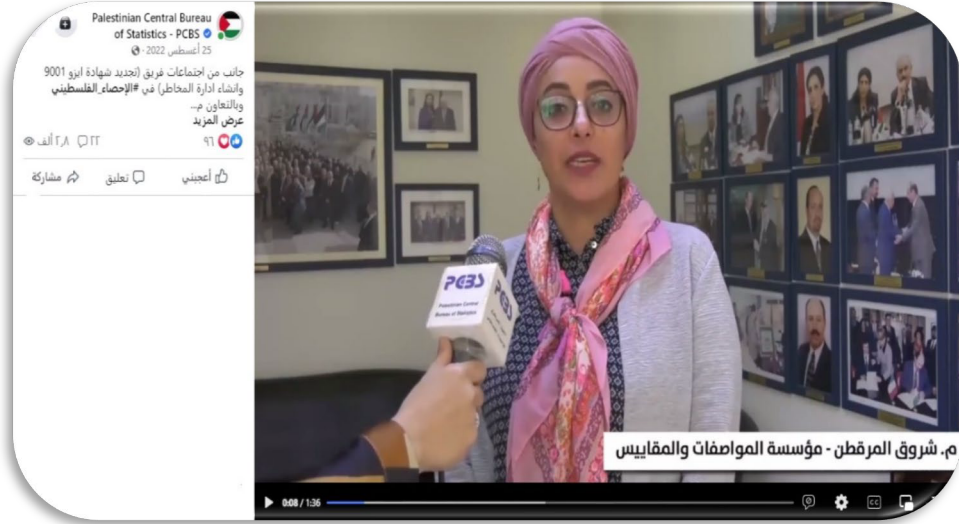 Palestinian Central Bureau
of Statistics - PCBS
25 أغسطس 2022 ·
جانب من اجتماعات فريق (تجديد شهادة ايزو 9001
وانشاء ادارة المخاطر) في #الإحصاء_الفلسطيني
وبالتعاون م...
عرض المزيد
٩٦
٢٢
٢,٨ ألف
أعجبني
تعليق
مشاركة
PCBS
Palestinian Central
Bureau of Statistics
PCBS
م. شروق المرقطن - مؤسسة المواصفات والمقاييس
0:08 / 1:36
CC